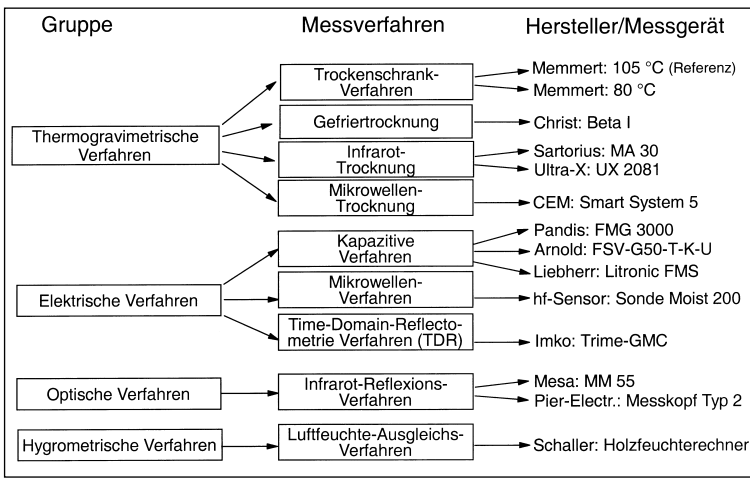 Gruppe
Messverfahren
Hersteller/Messgerät
Thermogravimetrische
Verfahren
Trockenschrank-
Verfahren
Memmert: 105 °C (Referenz)
Memmert: 80 °C
Gefriertrocknung
Christ: Beta I
Infrarot-
Trocknung
Sartorius: MA 30
Ultra-X: UX 2081
Mikrowellen-
Trocknung
CEM: Smart System 5
Elektrische Verfahren
Kapazitive
Verfahren
Pandis: FMG 3000
Arnold: FSV-G50-T-K-U
Liebherr: Litronic FMS
Mikrowellen-
Verfahren
hf-Sensor: Sonde Moist 200
Time-Domain-Reflecto-
metrie Verfahren (TDR)
Imko: Trime-GMC
Optische Verfahren
Infrarot-Reflexions-
Verfahren
Mesa: MM 55
Pier-Electr.: Messkopf Typ 2
Hygrometrische Verfahren
Luftfeuchte-Ausgleichs-
Verfahren
Schaller: Holzfeuchterechner